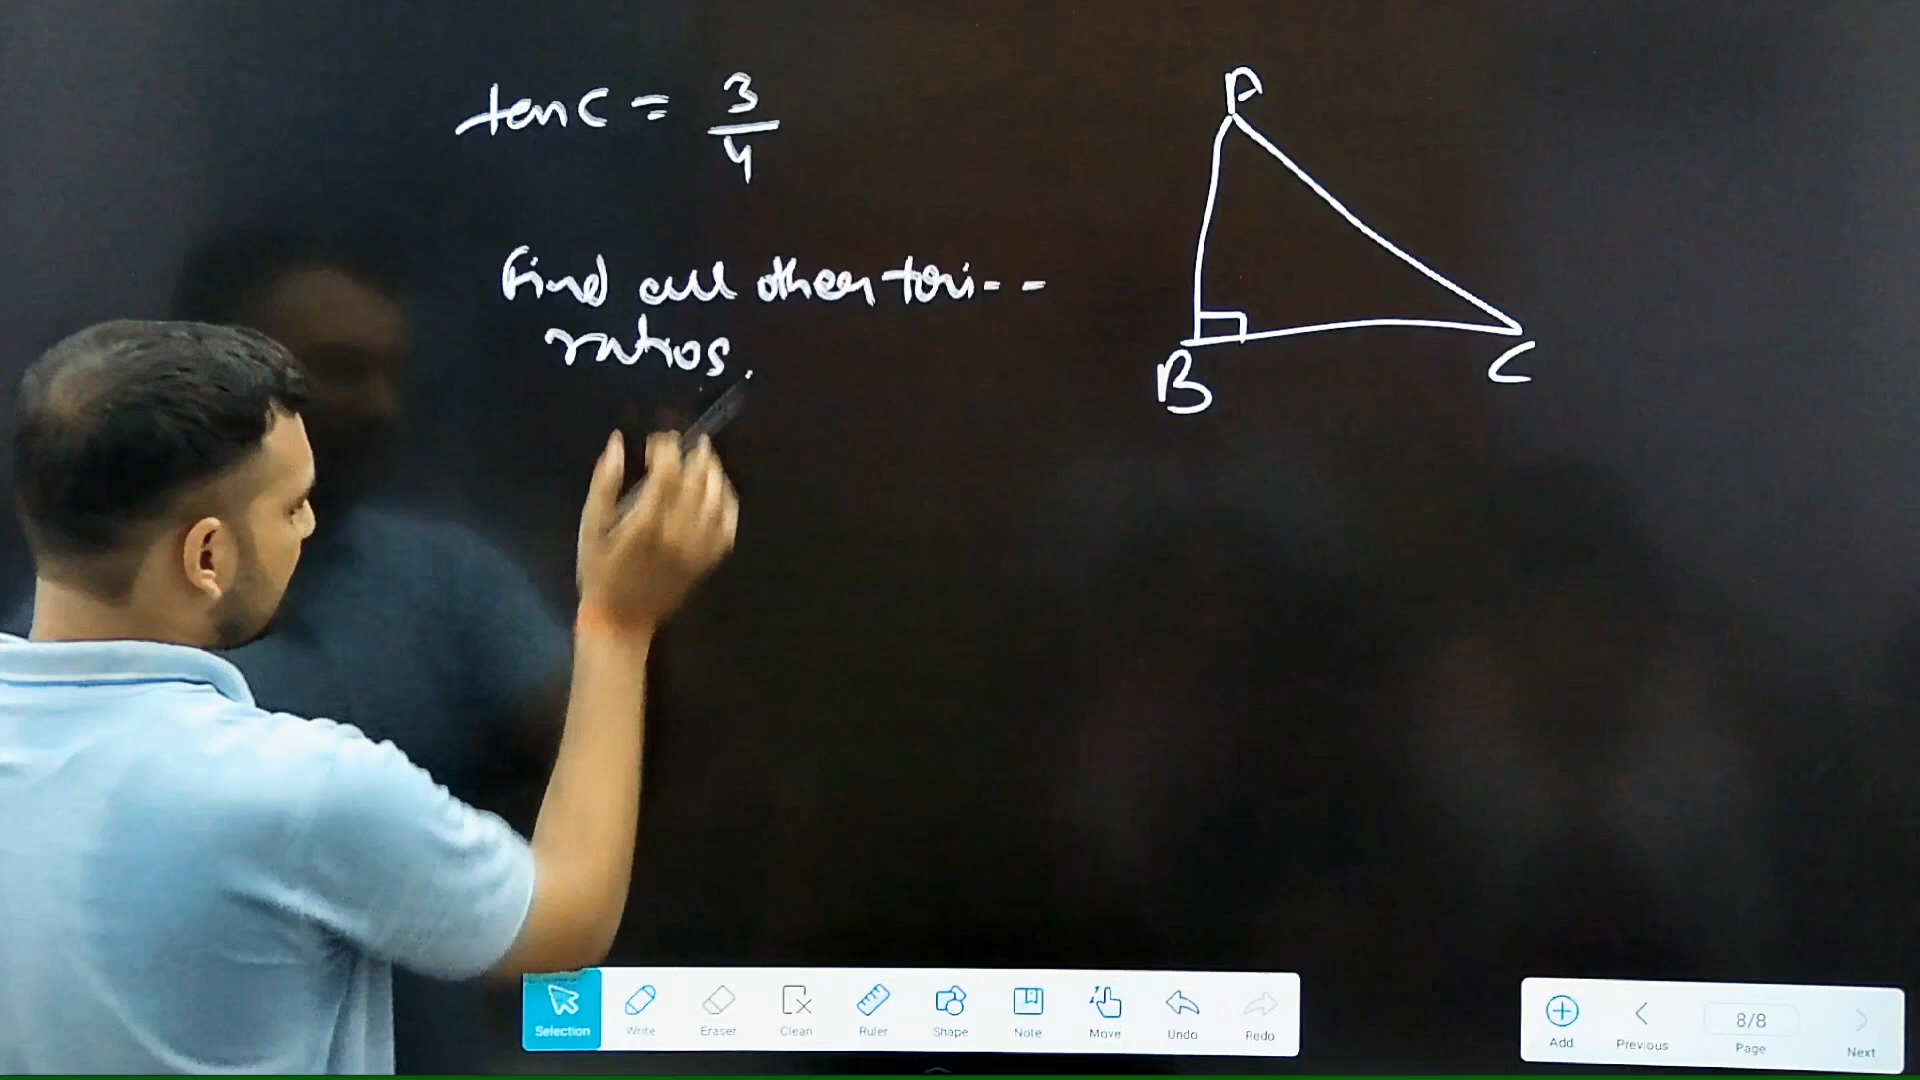 tan C = 3/4
Find all other tri--
ratios.
A
B
C
Selection
Write
Eraser
Clean
Ruler
Shape
Note
Move
Undo
Redo
Add
Previous
8/8
Page
Next